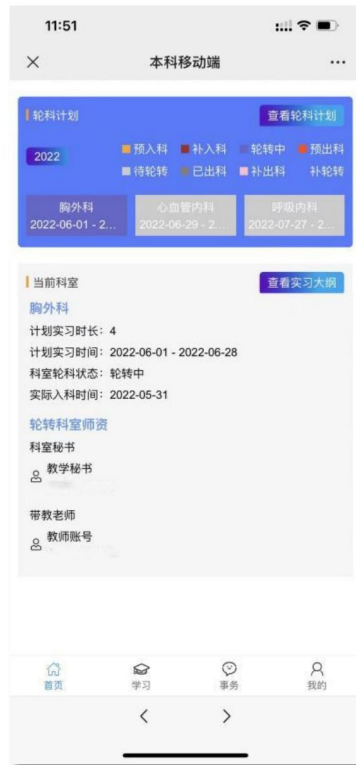 11:51
本科移动端
轮科计划
查看轮科计划
2022
预入科 补入科 轮转中 预出科
待轮转 已出科 补出科 补轮转
胸外科 心血管内科 呼吸内科
2022-06-01 - 2... 2022-06-29 - 2... 2022-07-27 - 2...
当前科室
查看实习大纲
胸外科
计划实习时长：4
计划实习时间：2022-06-01 - 2022-06-28
科室轮科状态：轮转中
实际入科时间：2022-05-31
轮转科室师资
科室秘书
教学秘书
带教老师
教师账号
首页 学习 事务 我的